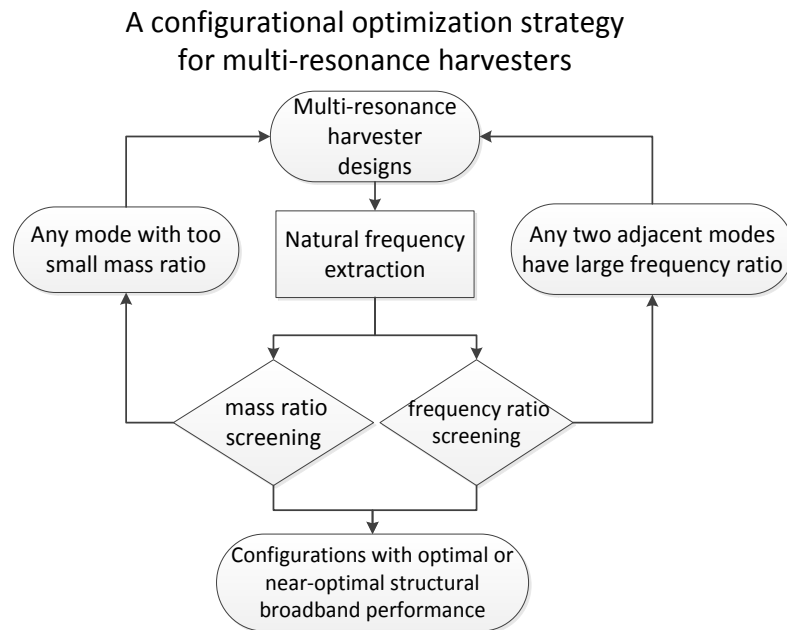 A configurational optimization strategy
for multi-resonance harvesters
Multi-resonance
harvester
designs
Any mode with too
small mass ratio
Natural frequency
extraction
Any two adjacent modes
have large frequency ratio
mass ratio
screening
frequency ratio
screening
Configurations with optimal or
near-optimal structural
broadband performance